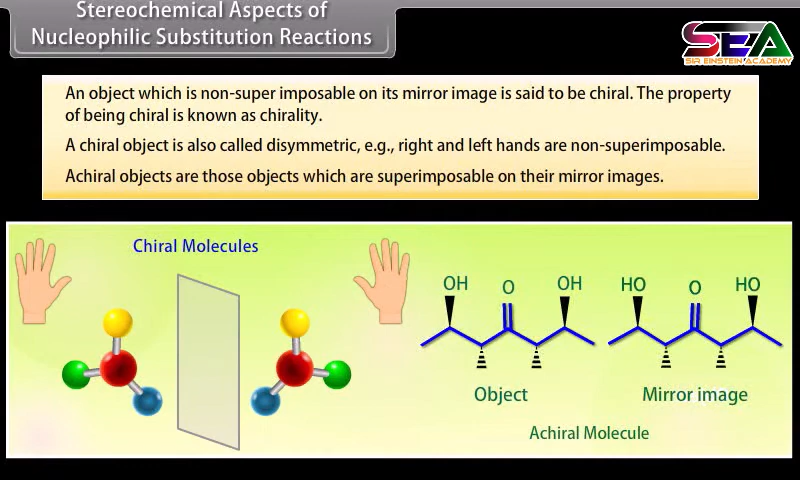 Stereochemical Aspects of
Nucleophilic Substitution Reactions
SEA
SIR EINSTEIN ACADEMY
An object which is non-super imposable on its mirror image is said to be chiral. The property
of being chiral is known as chirality.
A chiral object is also called disymmetric, e.g., right and left hands are non-superimposable.
Achiral objects are those objects which are superimposable on their mirror images.
Chiral Molecules
OH O OH HO O HO
Object Mirror image
Achiral Molecule